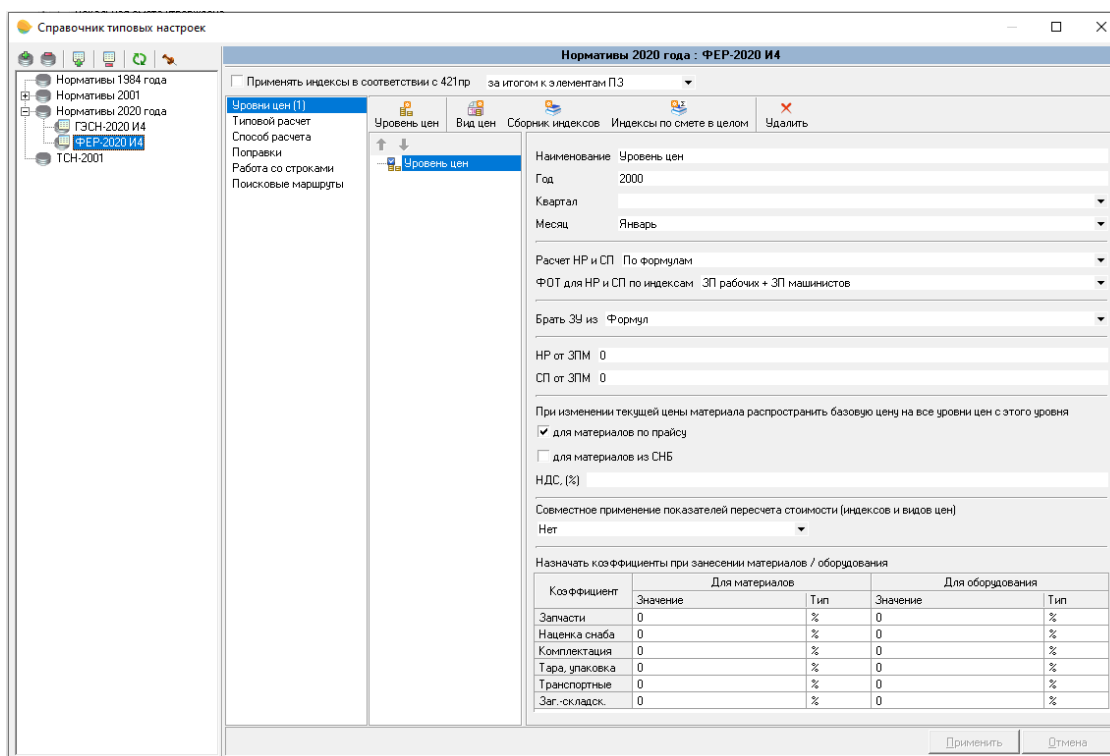 Справочник типовых настроек
Нормативы 2020 года : ФЕР-2020 И4
Нормативы 1984 года
Нормативы 2001
Нормативы 2020 года
ГЭСН-2020 И4
ФЕР-2020 И4
ТСН-2001
Применять индексы в соответствии с 421пр за итогом к элементам ПЗ
Уровни цен (1)
Типовой расчет
Способ расчета
Поправки
Работа со строками
Поисковые маршруты
Уровень цен Вид цен Сборник индексов Индексы по смете в целом Удалить
Уровень цен
Наименование Уровень цен
Год 2000
Квартал
Месяц Январь
Расчет НР и СП По формулам
ФОТ для НР и СП по индексам ЗП рабочих + ЗП машинистов
Брать ЗУ из Формул
НР от ЗПМ 0
СП от ЗПМ 0
При изменении текущей цены материала распространить базовую цену на все уровни цен с этого уровня
для материалов по прайсу
для материалов из СНБ
НДС, (%)
Совместное применение показателей пересчета стоимости (индексов и видов цен)
Нет
Назначать коэффициенты при занесении материалов / оборудования
Коэффициент Для материалов Для оборудования
Значение Тип Значение Тип
Запчасти 0 % 0 %
Наценка снаба 0 % 0 %
Комплектация 0 % 0 %
Тара, упаковка 0 % 0 %
Транспортные 0 % 0 %
Заг.-складск. 0 % 0 %
Применить Отмена